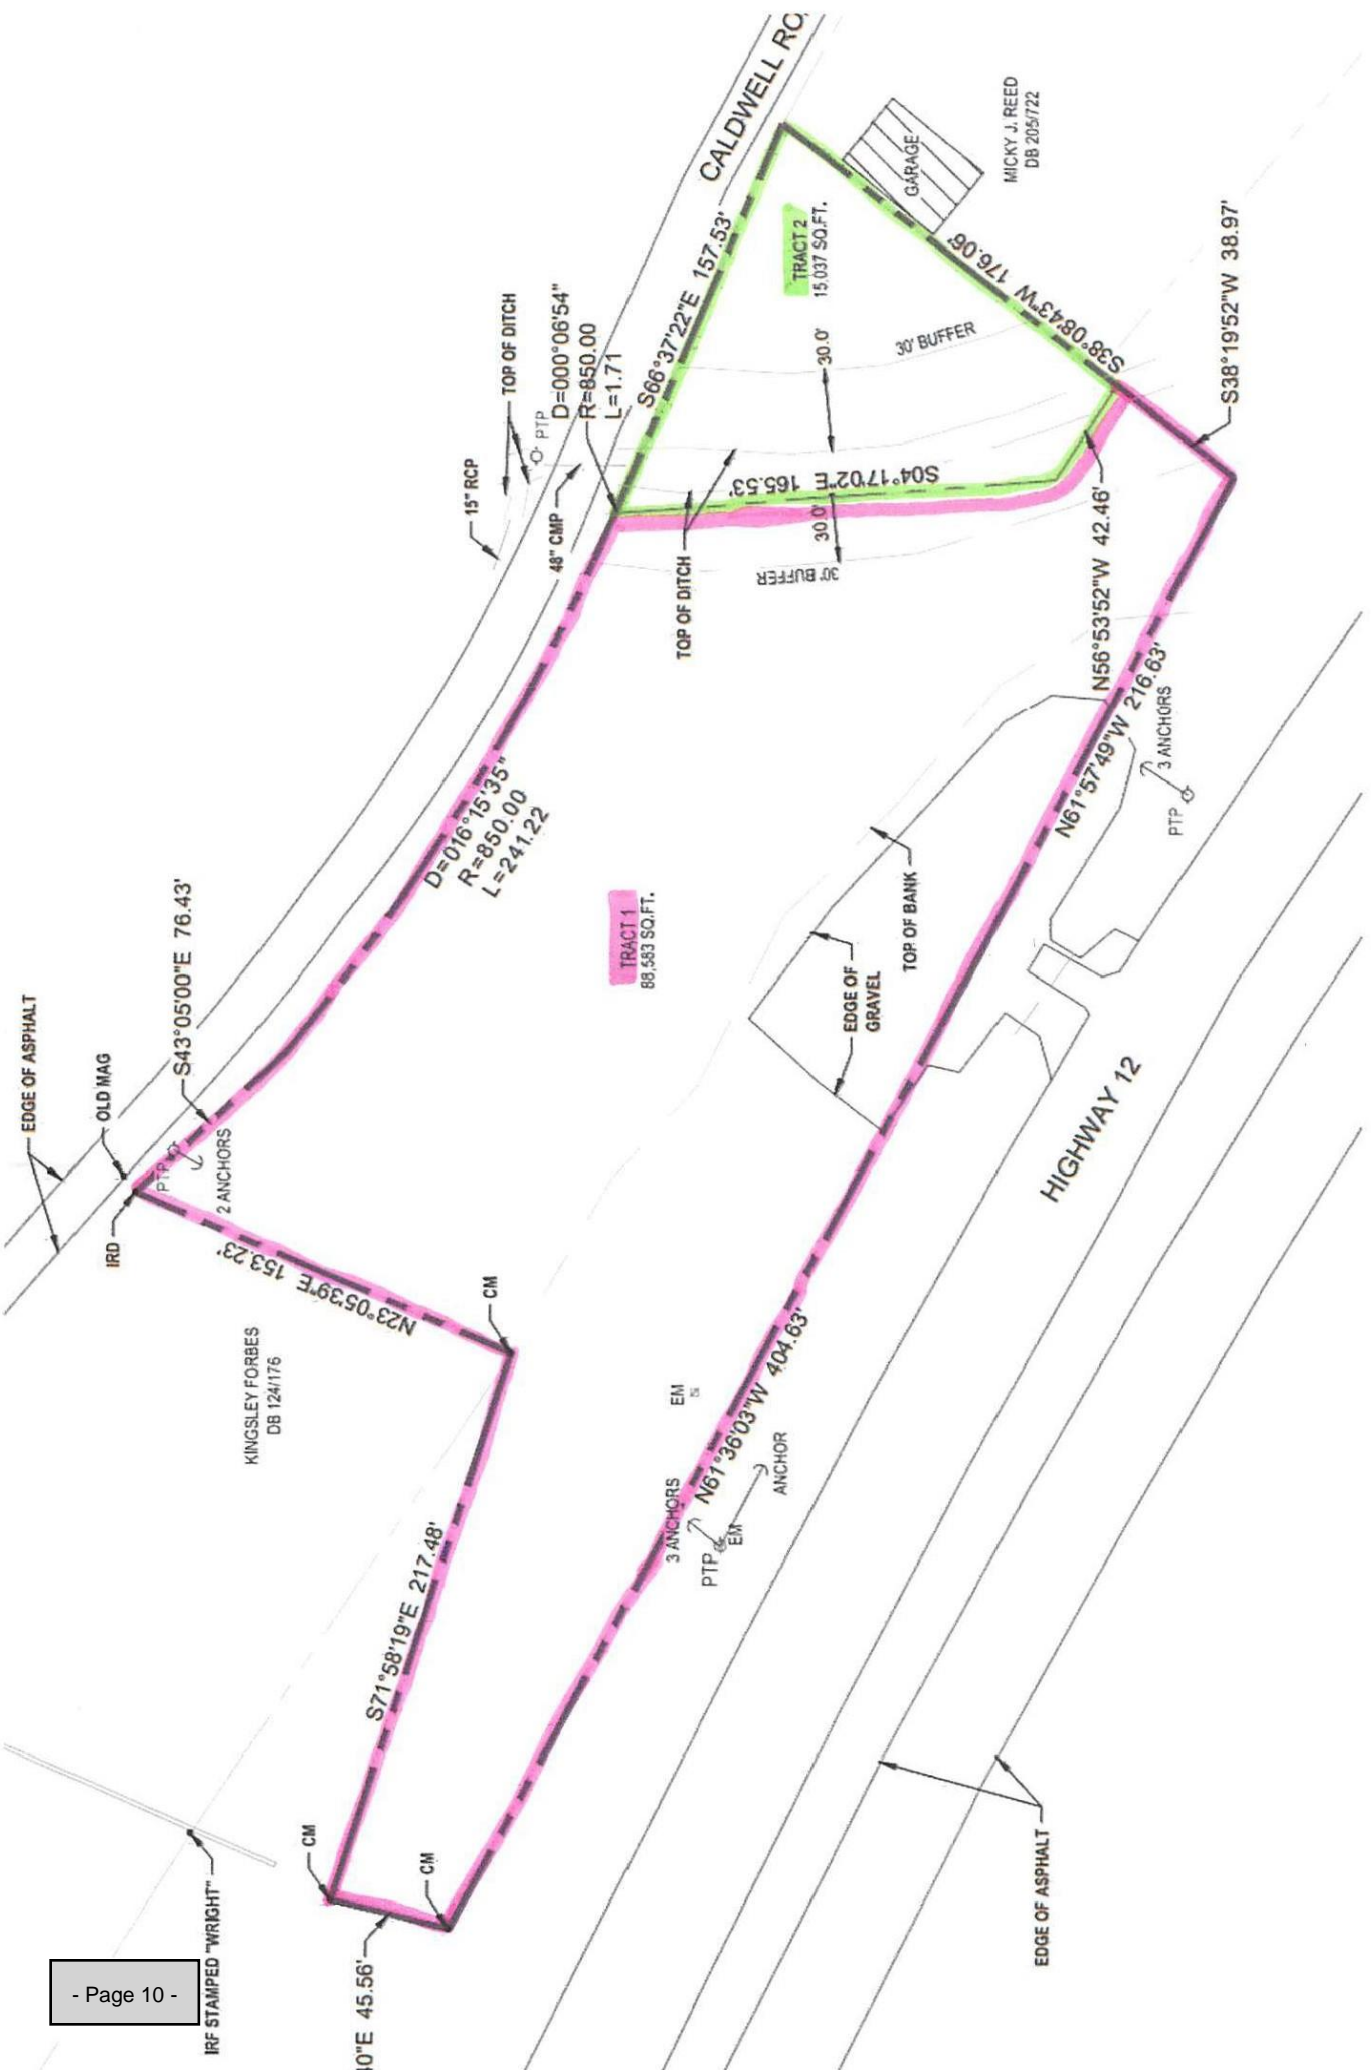 CALDWELL RO
MICKY J. REED
DB 205/722
GARAGE
TRACT 2
15,037 SQ.FT.
S66°37'22"E 157.53'
S38°08'43"W 176.06'
S38°19'52"W 38.97'
30' BUFFER
30.0'
TOP OF DITCH
PTP
D=000°06'54"
R=850.00
L=1.71
15" RCP
48" CMP
S04°17'02"E 165.53'
30.0'
30' BUFFER
TOP OF DITCH
N56°53'52"W 42.46'
N61°57'49"W 216.63'
3 ANCHORS
PTP
D=016°15'35"
R=850.00
L=241.22
TRACT 1
88,583 SQ.FT.
TOP OF BANK
EDGE OF
GRAVEL
HIGHWAY 12
EDGE OF ASPHALT
OLD MAG
S43°05'00"E 76.43'
PTP
2 ANCHORS
IRD
N23°05'39"E 153.23'
CM
KINGSLEY FORBES
DB 124/176
EM
N61°36'03"W 404.63'
3 ANCHORS
ANCHOR
PTP
EM
S71°58'19"E 217.48'
CM
CM
IRF STAMPED "WRIGHT"
0"E 45.56'
EDGE OF ASPHALT
- Page 10 -